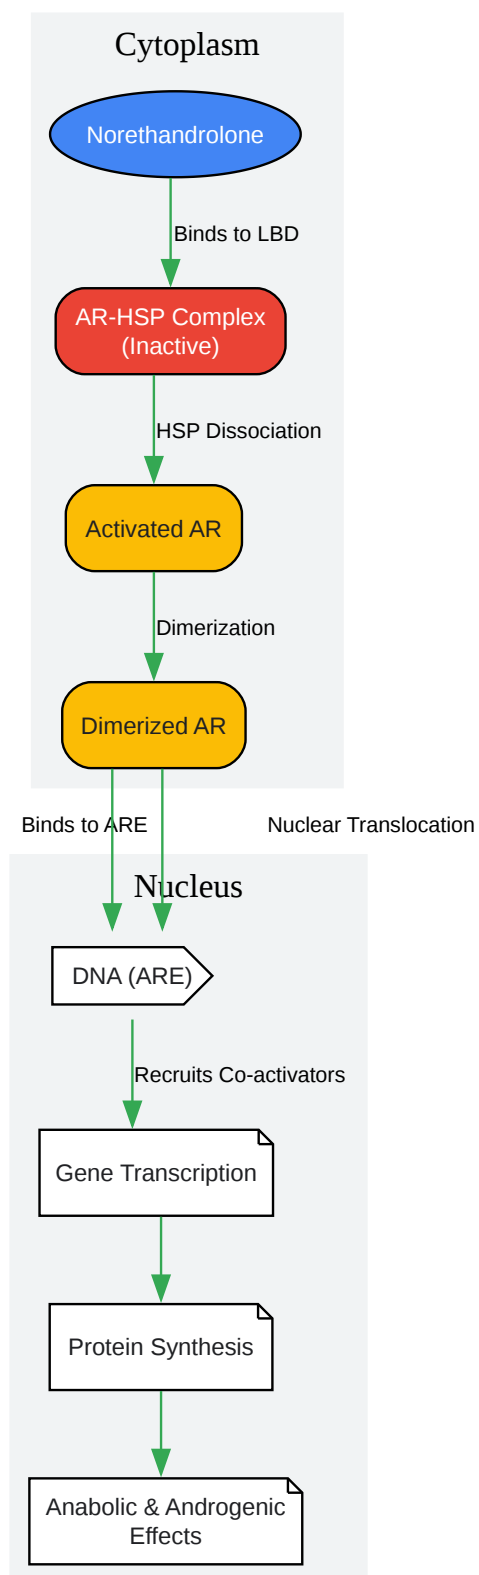 Cytoplasm
Norethandrolone
Binds to LBD
AR-HSP Complex
(Inactive)
HSP Dissociation
Activated AR
Dimerization
Dimerized AR
Binds to ARE
Nuclear Translocation
Nucleus
DNA (ARE)
Recruits Co-activators
Gene Transcription
Protein Synthesis
Anabolic & Androgenic
Effects